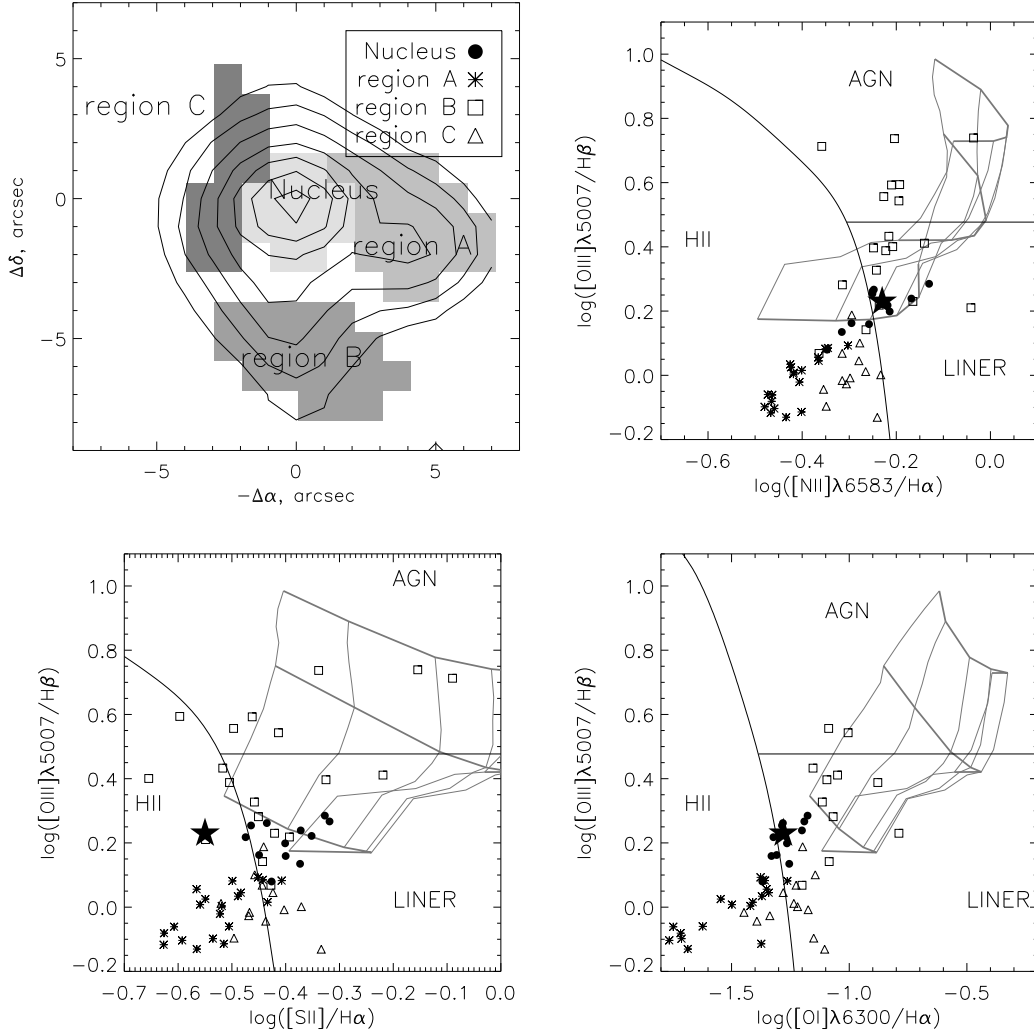 Nucleus
region A
region B
region C
region C
Nucleus
region A
region B
5
0
−5
−5
0
5
−Δα, arcsec
Δδ, arcsec
AGN
HII
LINER
1.0
0.8
0.6
0.4
0.2
0.0
−0.2
−0.6
−0.4
−0.2
0.0
log([NII]λ6583/Hα)
log([OIII]λ5007/Hβ)
AGN
HII
LINER
1.0
0.8
0.6
0.4
0.2
0.0
−0.2
−0.7
−0.6
−0.5
−0.4
−0.3
−0.2
−0.1
0.0
log([SII]/Hα)
log([OIII]λ5007/Hβ)
AGN
HII
LINER
1.0
0.8
0.6
0.4
0.2
0.0
−0.2
−1.5
−1.0
−0.5
log([OI]λ6300/Hα)
log([OIII]λ5007/Hβ)